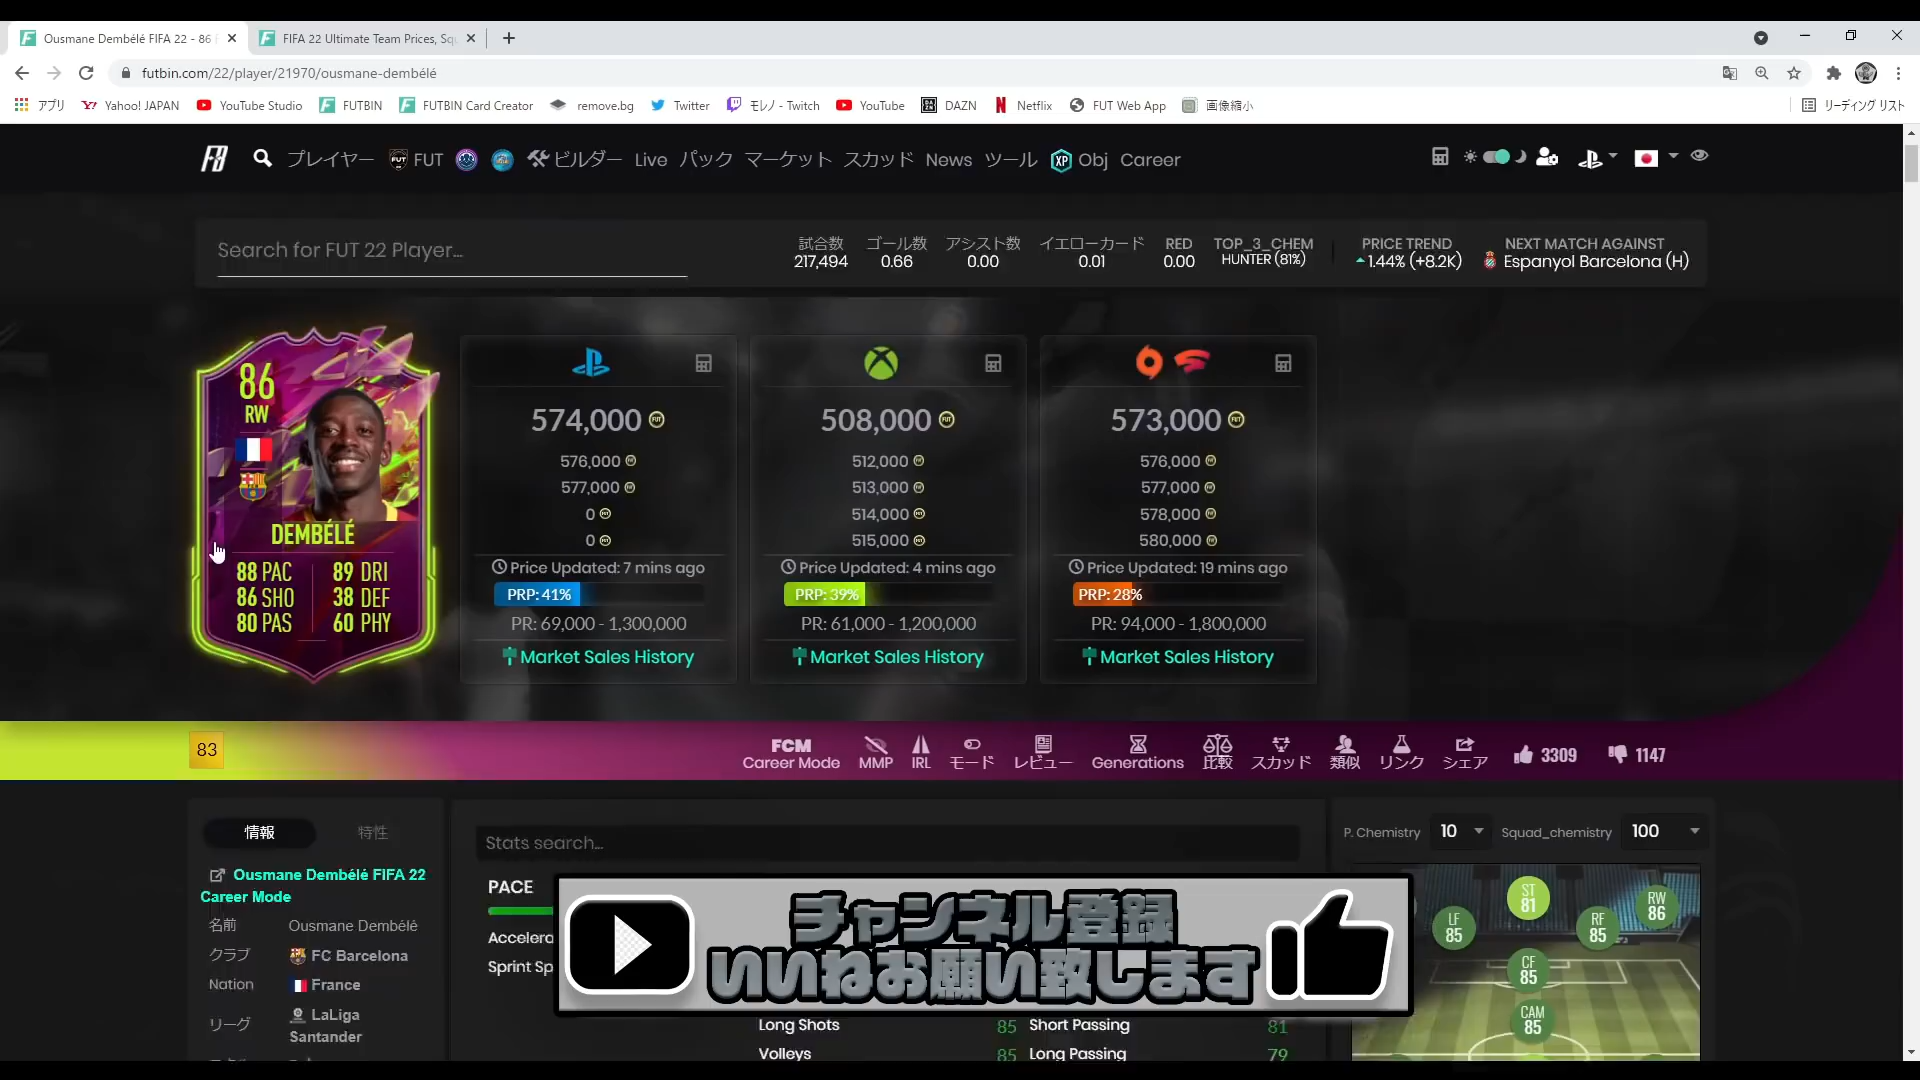 Ousmane Dembélé FIFA 22 - 86
FIFA 22 Ultimate Team Prices, Squ
futbin.com/22/player/21970/ousmane-dembélé
アプリ Yahoo! JAPAN YouTube Studio FUTBIN FUTBIN Card Creator remove.bg Twitter モレノ - Twitch YouTube DAZN Netflix FUT Web App 画像縮小 リーディング リスト
プレイヤー FUT ビルダー Live パック マーケット スカッド News ツール XP Obj Career
Search for FUT 22 Player...
試合数 ゴール数 アシスト数 イエローカード RED TOP_3_CHEM PRICE TREND NEXT MATCH AGAINST
217,494 0.66 0.00 0.01 0.00 HUNTER (81%) 1.44% (+8.2K) Espanyol Barcelona (H)
86
RW
DEMBÉLÉ
88 PAC 89 DRI
86 SHO 38 DEF
80 PAS 60 PHY
574,000
576,000
577,000
0
0
Price Updated: 7 mins ago
PRP: 41%
PR: 69,000 - 1,300,000
Market Sales History
508,000
512,000
513,000
514,000
515,000
Price Updated: 4 mins ago
PRP: 39%
PR: 61,000 - 1,200,000
Market Sales History
573,000
576,000
577,000
578,000
580,000
Price Updated: 19 mins ago
PRP: 28%
PR: 94,000 - 1,800,000
Market Sales History
83
FCM
Career Mode MMP IRL モード レビュー Generations 比較 スカッド 類似 リンク シェア 3309 1147
情報 特性
Ousmane Dembélé FIFA 22
Career Mode
名前 Ousmane Dembélé
クラブ FC Barcelona
Nation France
リーグ LaLiga
Santander
Stats search...
PACE
Accelera
Sprint Sp
チャンネル登録
いいねお願い致します
Long Shots 85 Short Passing 81
Volleys 85 Long Passing 79
P. Chemistry 10 Squad_chemistry 100
ST
81
RW
86
LF
85
RF
85
CF
85
CAM
85